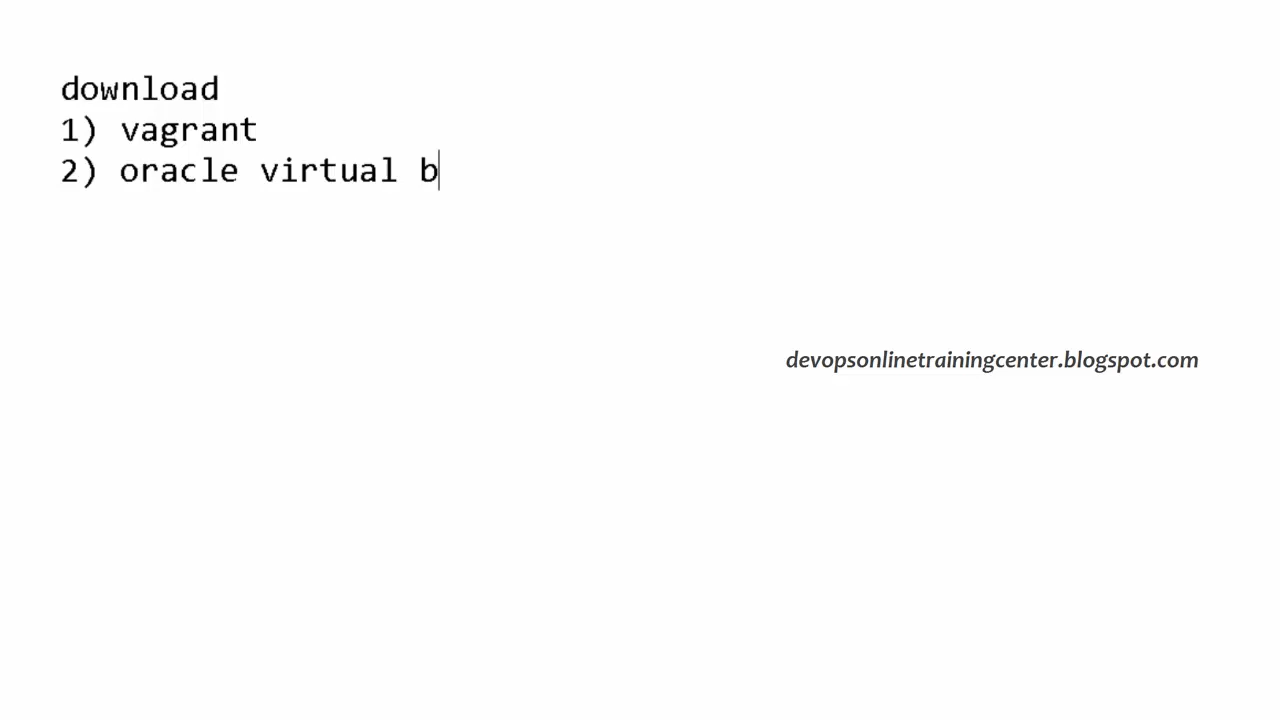 download
1) vagrant
2) oracle virtual b
devopsonlinetrainingcenter.blogspot.com